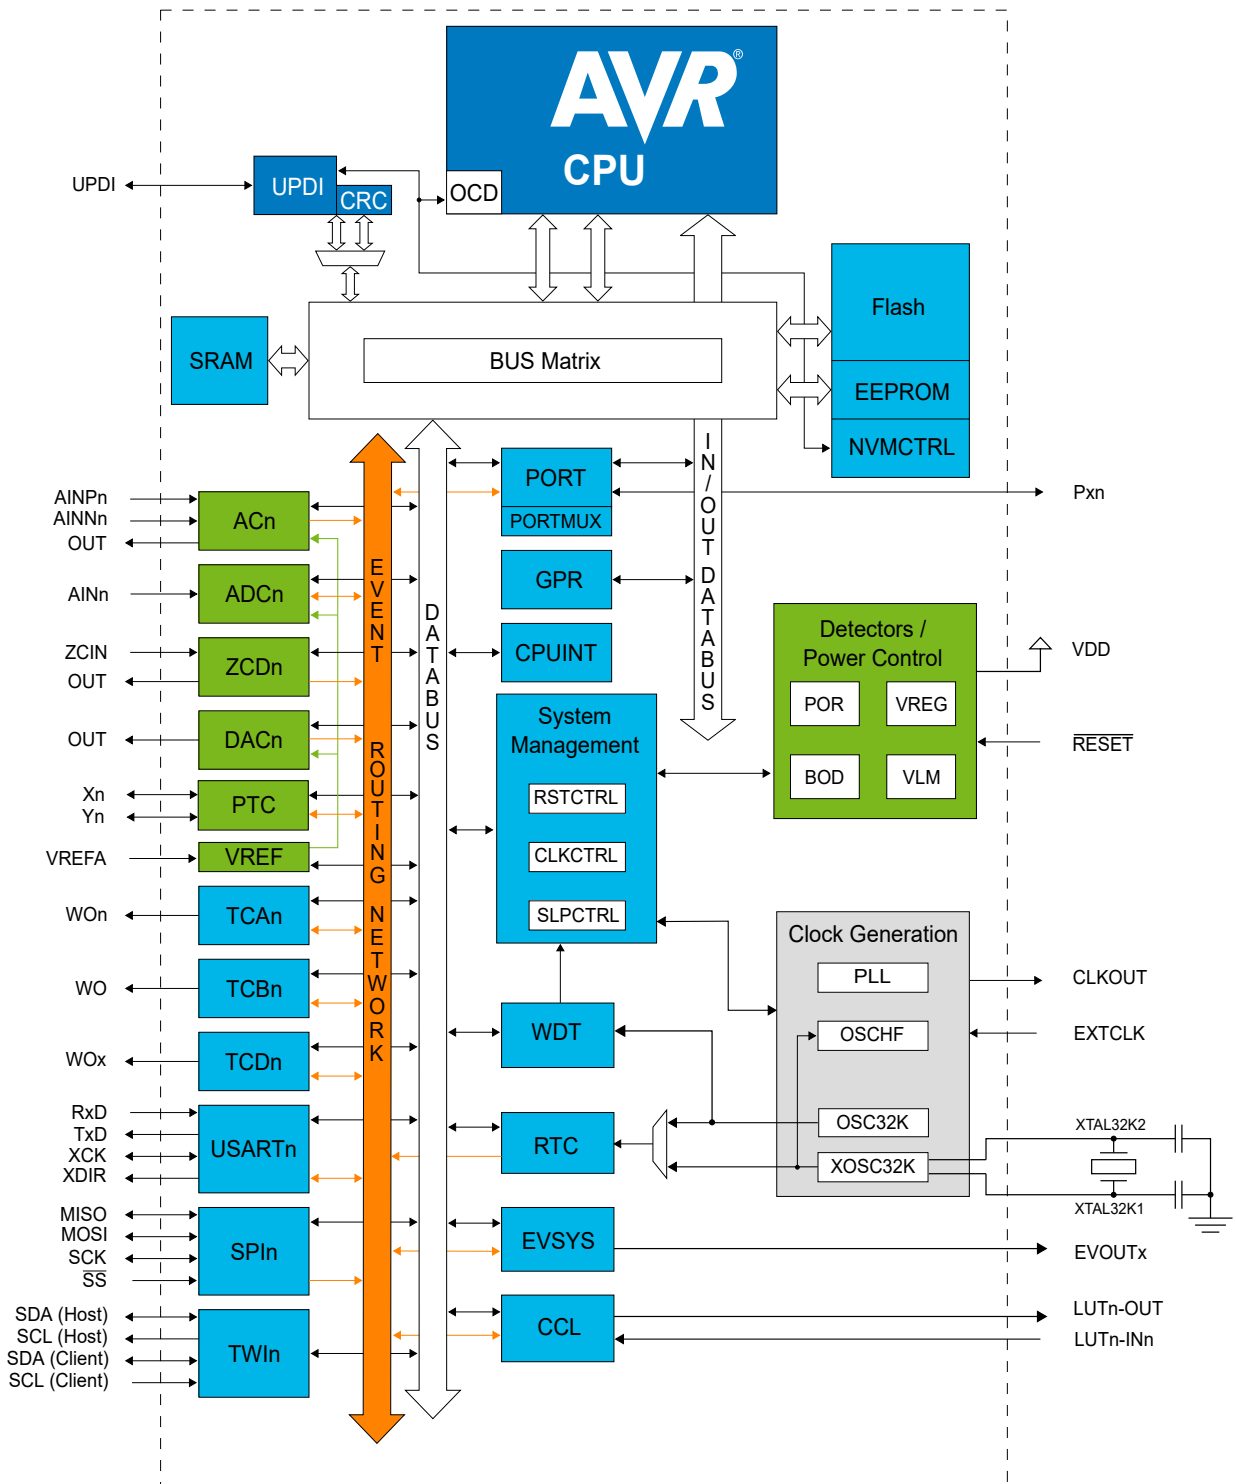 AVR®
CPU
OCD
UPDI
UPDI
CRC
SRAM
BUS Matrix
Flash
EEPROM
NVMCTRL
AINPn
AINNn
OUT
ACn
AINn
ADCn
ZCIN
OUT
ZCDn
OUT
DACn
Xn
Yn
PTC
VREFA
VREF
WOn
TCAn
WO
TCBn
WOx
TCDn
RxD
TxD
XCK
XDIR
USARTn
MISO
MOSI
SCK
SS
SPIn
SDA (Host)
SCL (Host)
SDA (Client)
SCL (Client)
TWIn
EVENT ROUTING NETWORK
DATABUS
IN/OUT DATABUS
PORT
PORTMUX
Pxn
GPR
CPUINT
System
Management
RSTCTRL
CLKCTRL
SLPCTRL
Detectors /
Power Control
POR
VREG
BOD
VLM
VDD
RESET
WDT
RTC
EVSYS
CCL
Clock Generation
PLL
OSCHF
OSC32K
XOSC32K
CLKOUT
EXTCLK
XTAL32K2
XTAL32K1
EVOUTx
LUTn-OUT
LUTn-INn